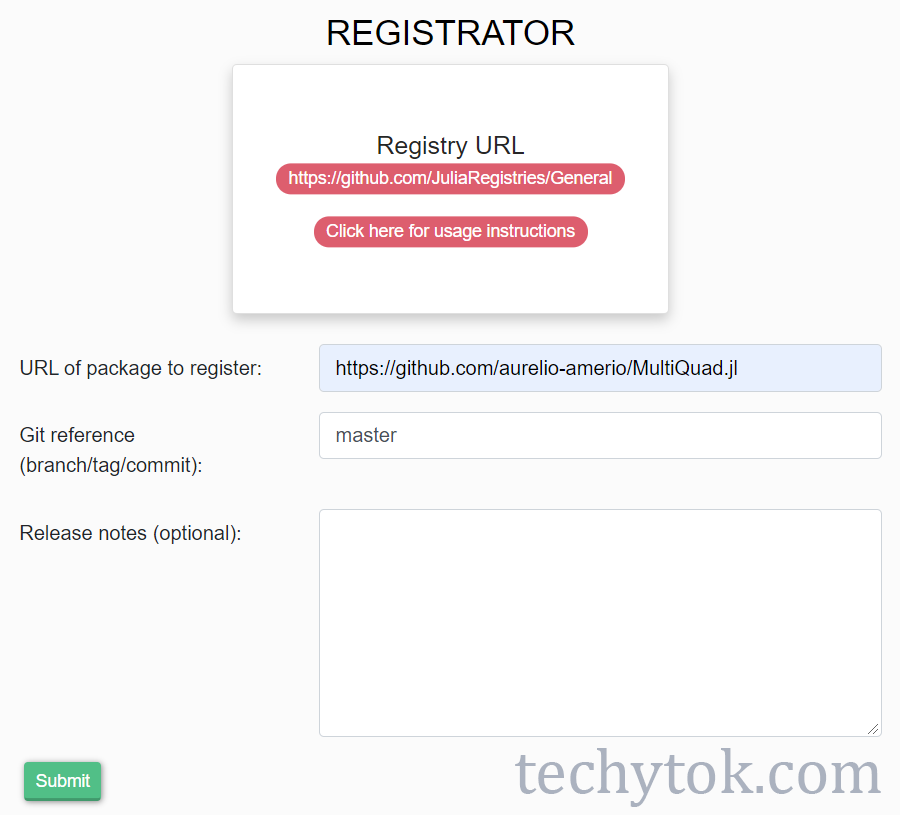 REGISTRATOR
Registry URL
https://github.com/JuliaRegistries/General
Click here for usage instructions
URL of package to register:
https://github.com/aurelio-amerio/MultiQuad.jl
Git reference
(branch/tag/commit):
master
Release notes (optional):
Submit
techytok.com